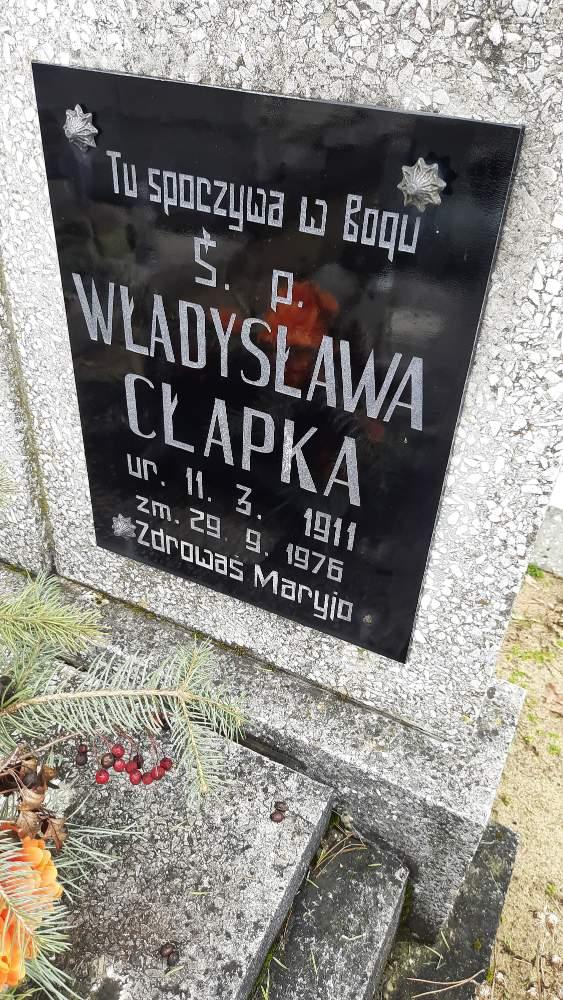 Tu spoczywa w Bogu
Ś. p.
WŁADYSŁAWA
CŁAPKA
ur. 11. 3. 1911
zm. 29. 9. 1976
Zdrowaś Maryjo